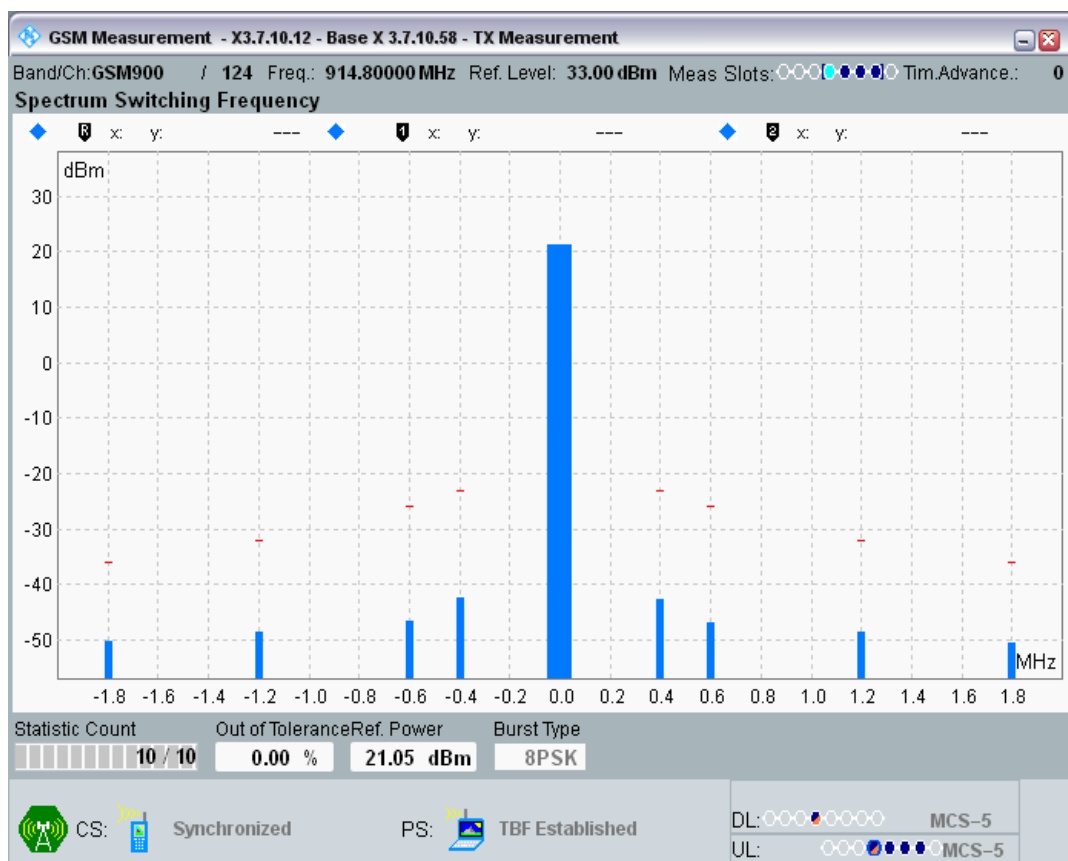 GSM Measurement - X3.7.10.12 - Base X 3.7.10.58 - TX Measurement
Band/Ch:GSM900 / 124 Freq.: 914.80000 MHz Ref. Level: 33.00 dBm Meas Slots: Tim.Advance.: 0
Spectrum Switching Frequency
R x: y: --- 1 x: y: --- 2 x: y: ---
dBm
30
20
10
0
-10
-20
-30
-40
-50
MHz
-1.8 -1.6 -1.4 -1.2 -1.0 -0.8 -0.6 -0.4 -0.2 0.0 0.2 0.4 0.6 0.8 1.0 1.2 1.4 1.6 1.8
Statistic Count Out of Tolerance Ref. Power Burst Type
10 / 10 0.00 % 21.05 dBm 8PSK
CS: Synchronized PS: TBF Established DL: MCS-5
UL: MCS-5